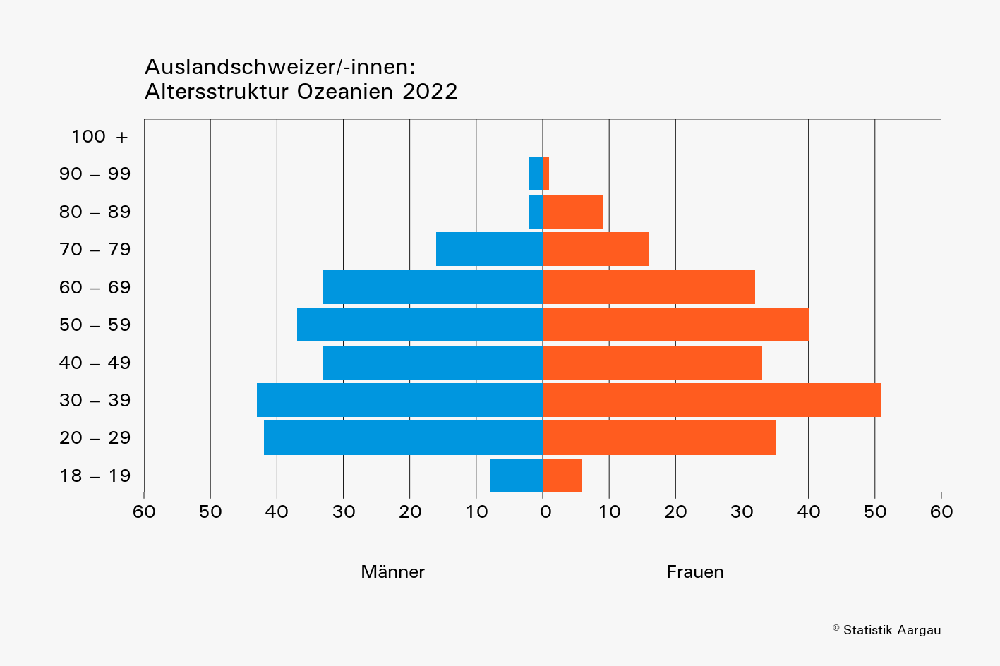 Auslandschweizer/-innen:
Altersstruktur Ozeanien 2022
100 +
90 – 99
80 – 89
70 – 79
60 – 69
50 – 59
40 – 49
30 – 39
20 – 29
18 – 19
60 50 40 30 20 10 0 10 20 30 40 50 60
Männer Frauen
© Statistik Aargau